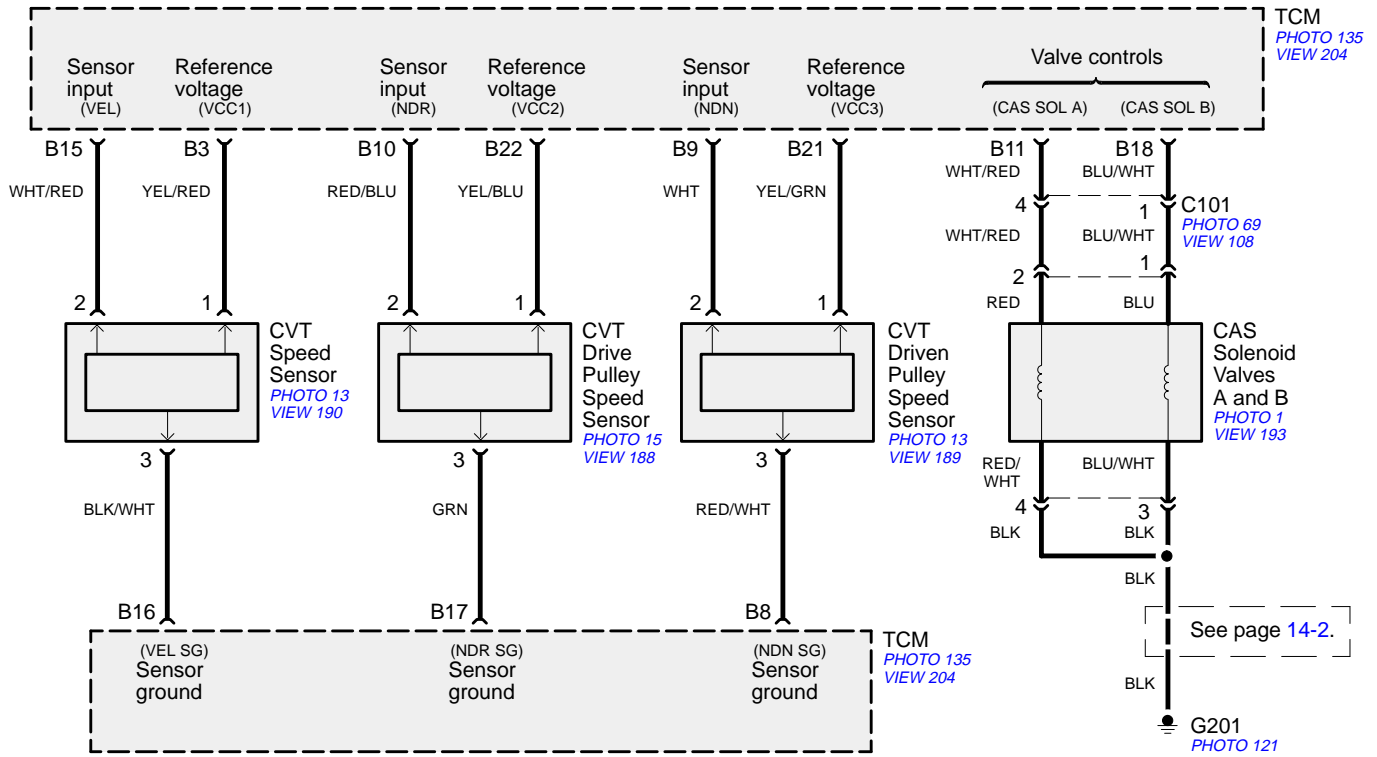 TCM
PHOTO 135
VIEW 204
Valve controls
Sensor
input
(VEL)
Reference
voltage
(VCC1)
Sensor
input
(NDR)
Reference
voltage
(VCC2)
Sensor
input
(NDN)
Reference
voltage
(VCC3)
(CAS SOL A)
(CAS SOL B)
B15
B3
B10
B22
B9
B21
B11
B18
WHT/RED
YEL/RED
RED/BLU
YEL/BLU
WHT
YEL/GRN
WHT/RED
BLU/WHT
4
1
C101
PHOTO 69
VIEW 108
WHT/RED
BLU/WHT
2
1
RED
BLU
2
1
2
1
2
1
CVT
Speed
Sensor
PHOTO 13
VIEW 190
CVT
Drive
Pulley
Speed
Sensor
PHOTO 15
VIEW 188
CVT
Driven
Pulley
Speed
Sensor
PHOTO 13
VIEW 189
CAS
Solenoid
Valves
A and B
PHOTO 1
VIEW 193
3
3
3
RED/
WHT
BLU/WHT
4
3
BLK/WHT
GRN
RED/WHT
BLK
BLK
BLK
B16
B17
B8
See page 14-2.
(VEL SG)
Sensor
ground
(NDR SG)
Sensor
ground
(NDN SG)
Sensor
ground
TCM
PHOTO 135
VIEW 204
BLK
G201
PHOTO 121